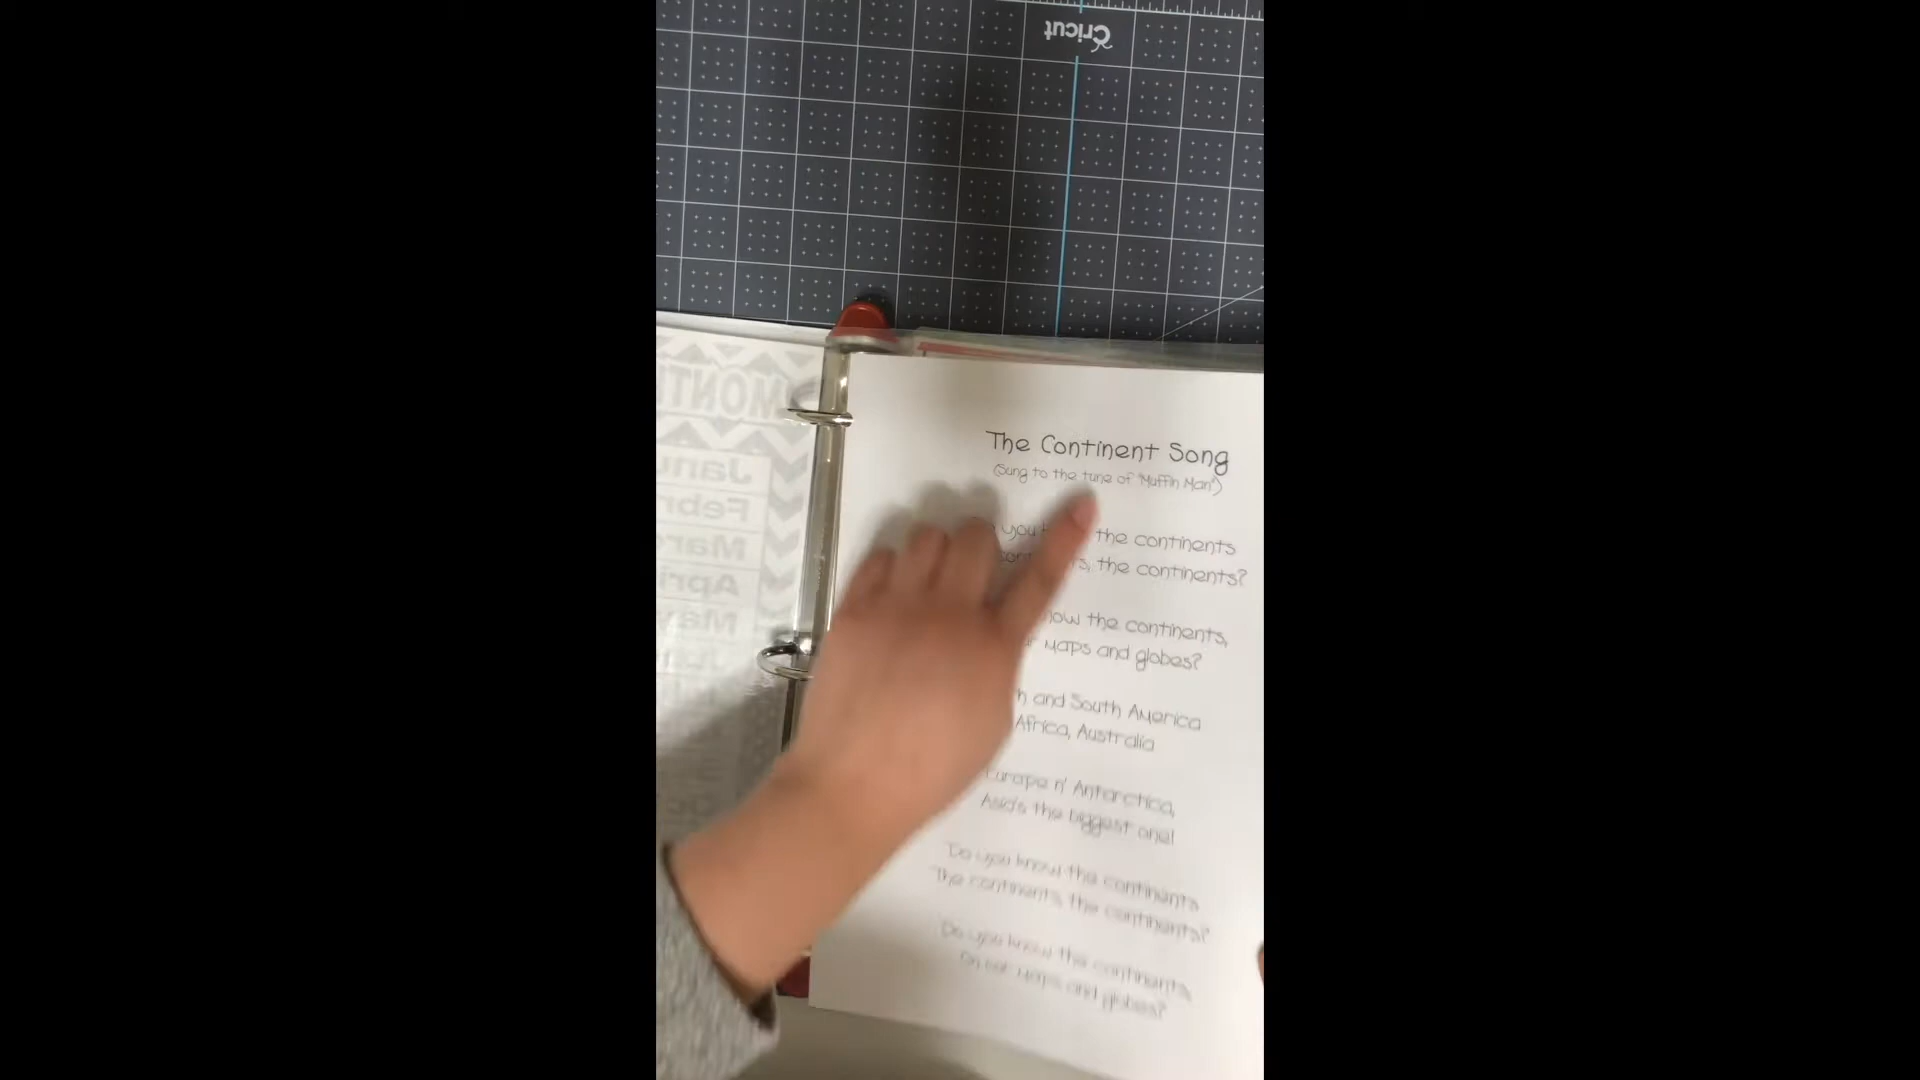 Cricut
MONT
Janu
Febr
Marc
Apri
May
The Continent Song
(Sung to the tune of "Muffin Man")
you the continents
the continents?
the continents,
maps and globes?
and South America
Africa, Australia
Europe n' Antarctica,
Asia's the biggest one!
Do you know the continents
The continents, the continents?
Do you know the continents
On our maps and globes?